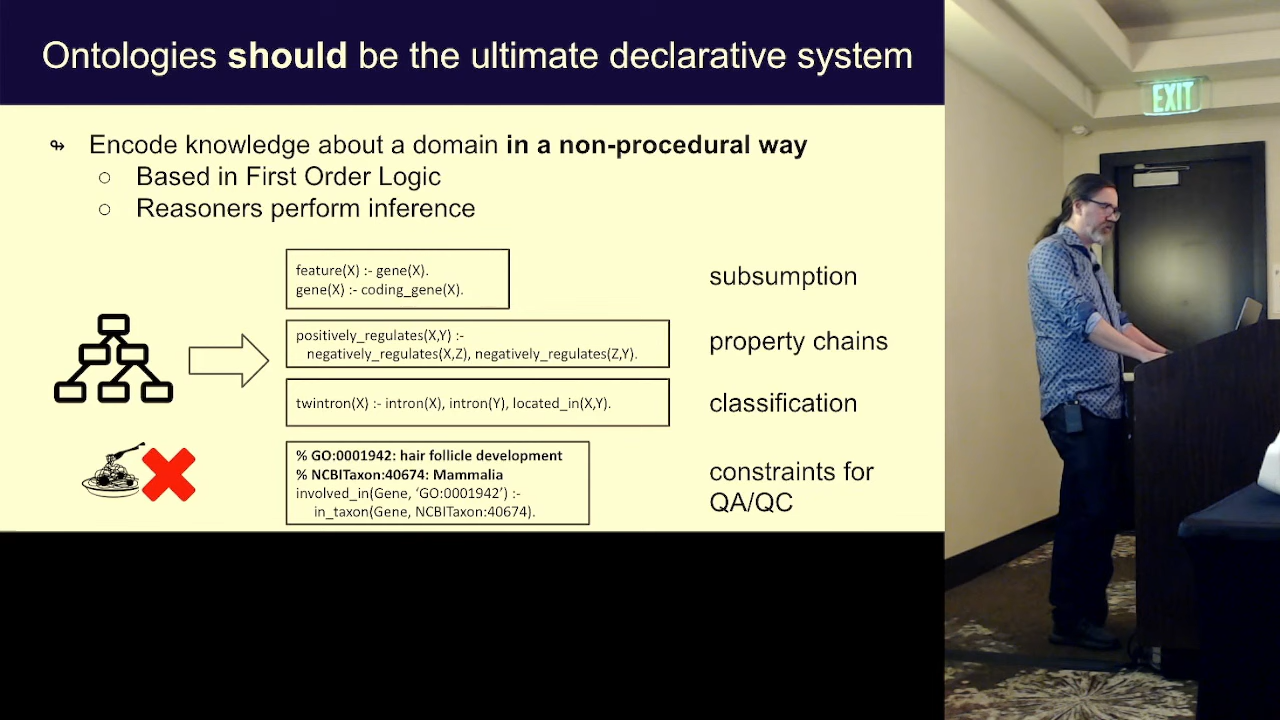 Ontologies should be the ultimate declarative system
↬ Encode knowledge about a domain in a non-procedural way
○ Based in First Order Logic
○ Reasoners perform inference
feature(X) :- gene(X).
gene(X) :- coding_gene(X).
subsumption
positively_regulates(X,Y) :-
negatively_regulates(X,Z), negatively_regulates(Z,Y).
property chains
twintron(X) :- intron(X), intron(Y), located_in(X,Y).
classification
% GO:0001942: hair follicle development
% NCBITaxon:40674: Mammalia
involved_in(Gene, ‘GO:0001942’) :-
in_taxon(Gene, NCBITaxon:40674).
constraints for
QA/QC
EXIT